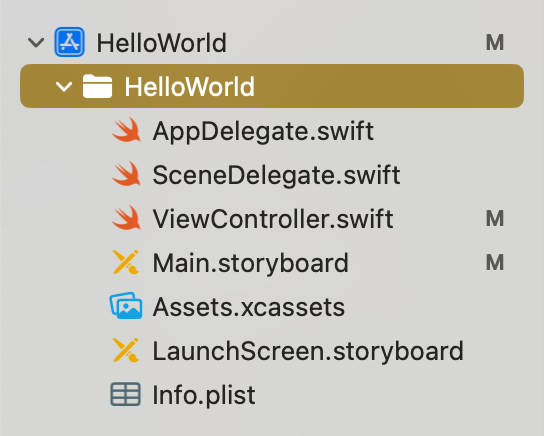 HelloWorld M
HelloWorld
AppDelegate.swift
SceneDelegate.swift
ViewController.swift M
Main.storyboard M
Assets.xcassets
LaunchScreen.storyboard
Info.plist